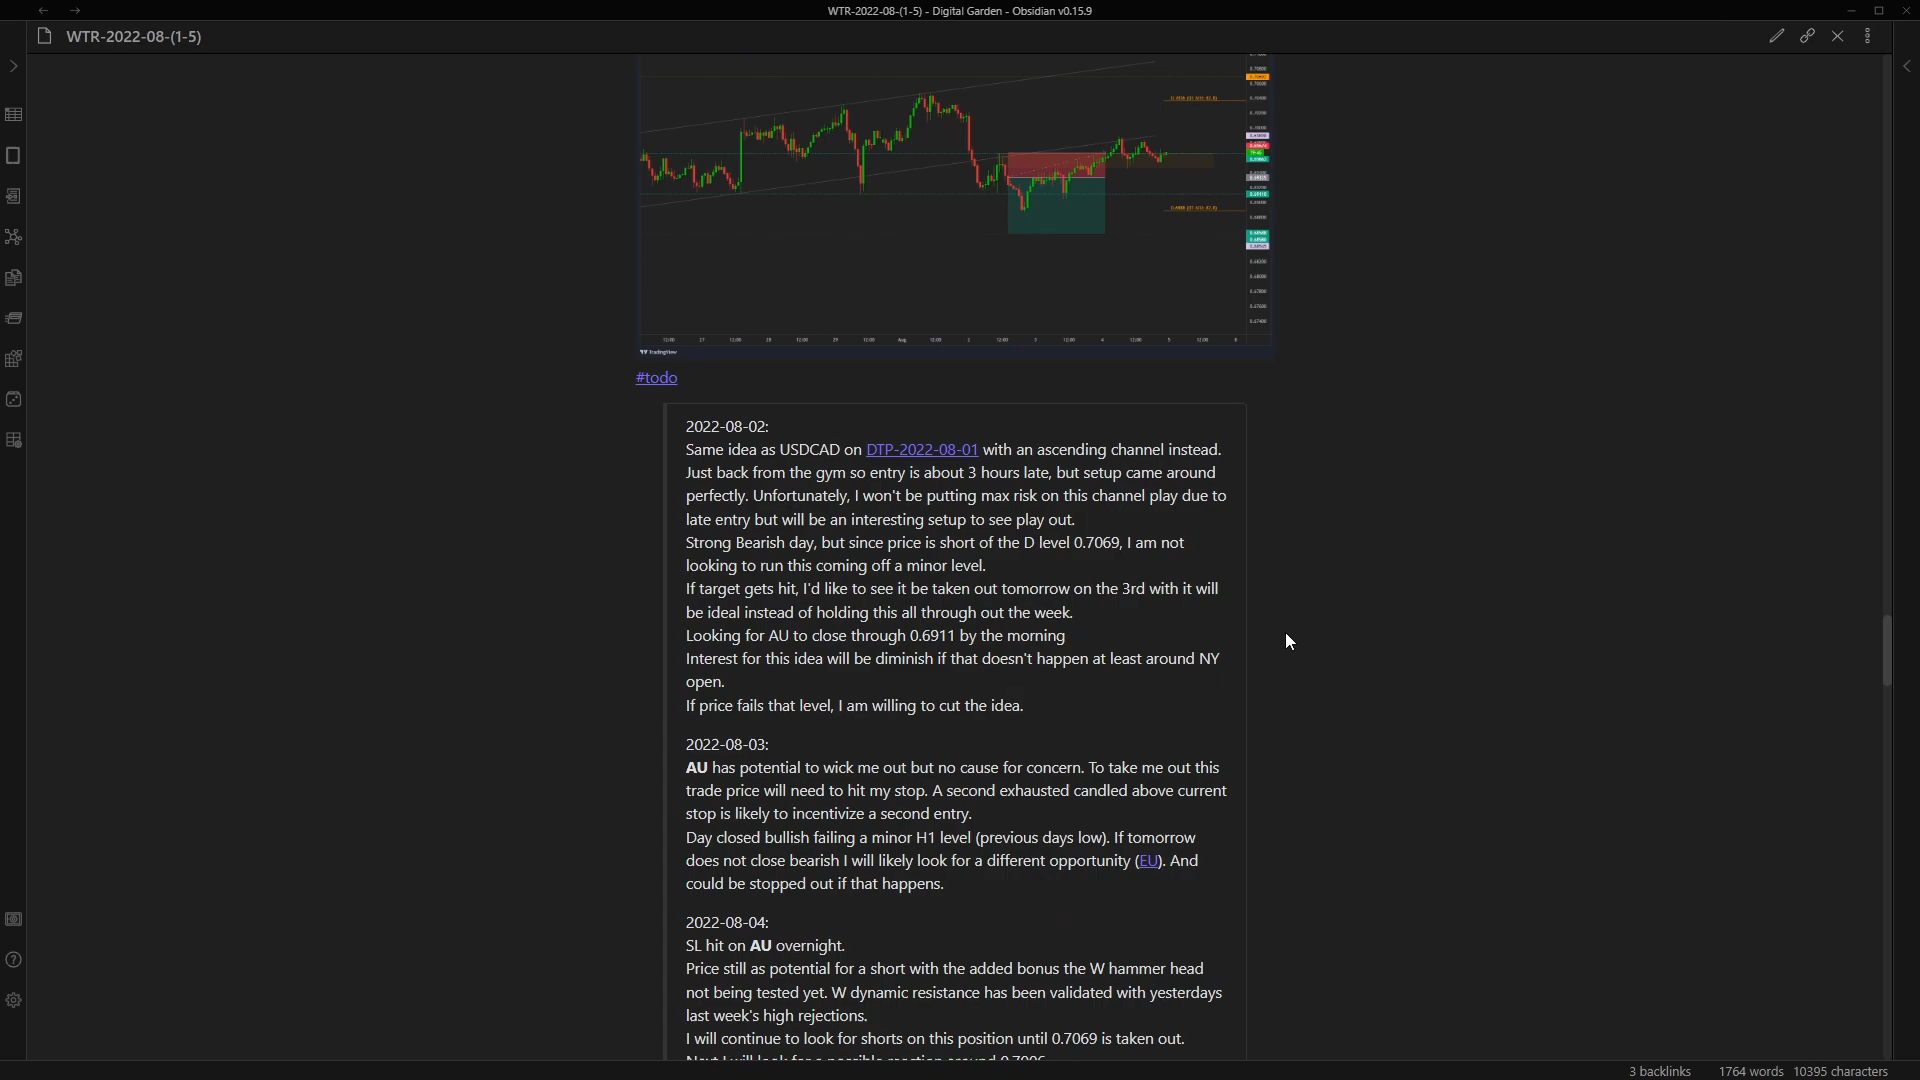 WTR-2022-08-(1-5) - Digital Garden - Obsidian v0.15.9
WTR-2022-08-(1-5)
TradingView
#todo
2022-08-02:
Same idea as USDCAD on DTP-2022-08-01 with an ascending channel instead.
Just back from the gym so entry is about 3 hours late, but setup came around
perfectly. Unfortunately, I won't be putting max risk on this channel play due to
late entry but will be an interesting setup to see play out.
Strong Bearish day, but since price is short of the D level 0.7069, I am not
looking to run this coming off a minor level.
If target gets hit, I'd like to see it be taken out tomorrow on the 3rd with it will
be ideal instead of holding this all through out the week.
Looking for AU to close through 0.6911 by the morning
Interest for this idea will be diminish if that doesn't happen at least around NY
open.
If price fails that level, I am willing to cut the idea.
2022-08-03:
AU has potential to wick me out but no cause for concern. To take me out this
trade price will need to hit my stop. A second exhausted candled above current
stop is likely to incentivize a second entry.
Day closed bullish failing a minor H1 level (previous days low). If tomorrow
does not close bearish I will likely look for a different opportunity (EU). And
could be stopped out if that happens.
2022-08-04:
SL hit on AU overnight.
Price still as potential for a short with the added bonus the W hammer head
not being tested yet. W dynamic resistance has been validated with yesterdays
last week's high rejections.
I will continue to look for shorts on this position until 0.7069 is taken out.
3 backlinks 1764 words 10395 characters